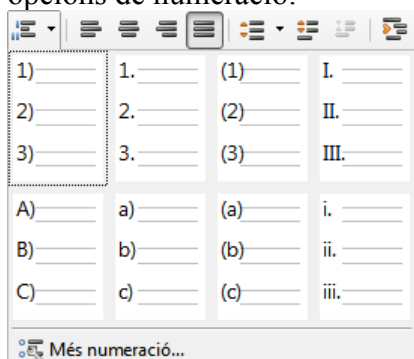 opcions de numeració:
1) 1. (1) I.
2) 2. (2) II.
3) 3. (3) III.
A) a) (a) i.
B) b) (b) ii.
C) c) (c) iii.
Més numeració...